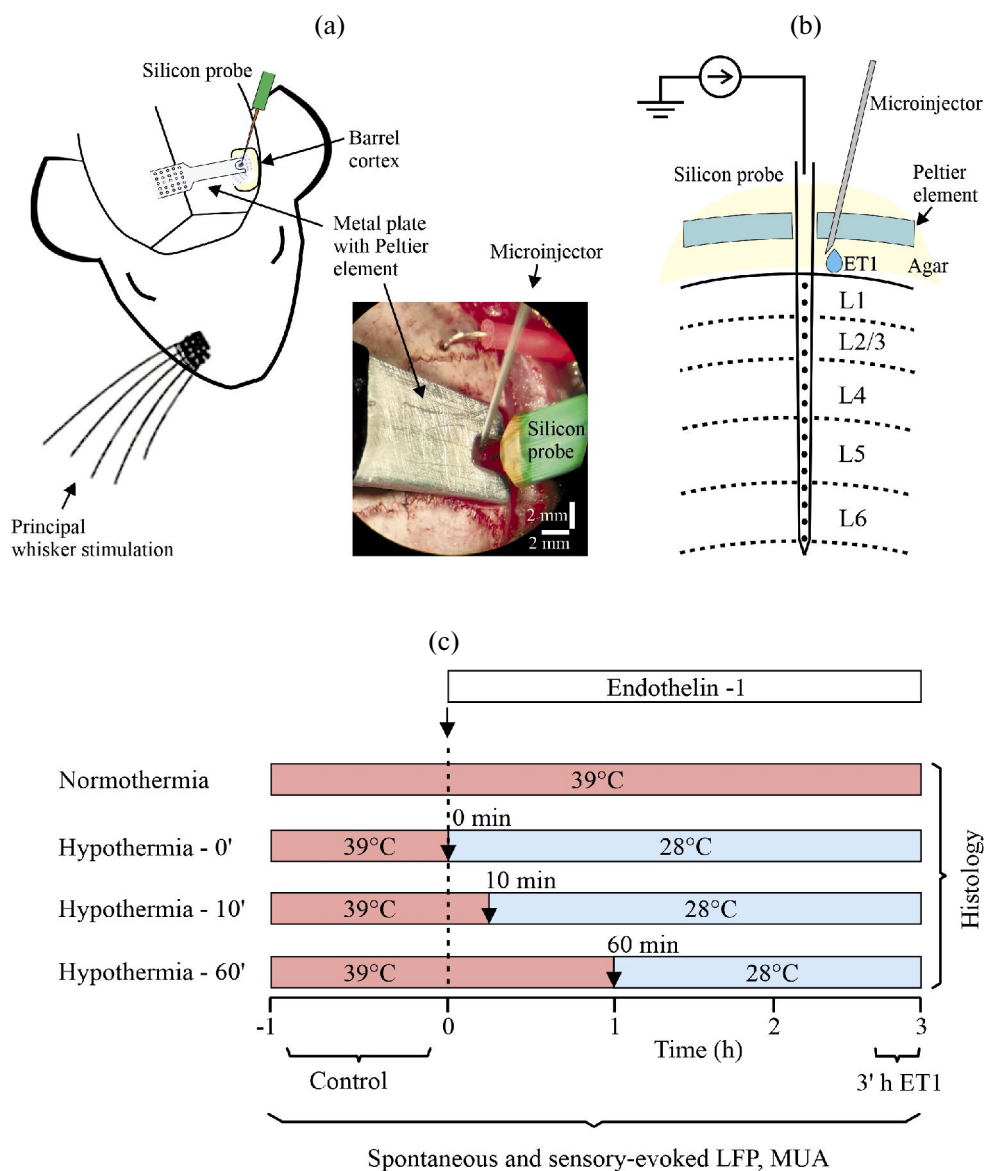 (a)
Silicon probe
Barrel
cortex
Metal plate
with Peltier
element
Microinjector
Silicon
probe
2 mm
2 mm
Principal
whisker stimulation
(b)
Microinjector
Silicon probe
Peltier
element
ET1
Agar
L1
L2/3
L4
L5
L6
(c)
Endothelin -1
Normothermia
39°C
0 min
Hypothermia - 0'
39°C
28°C
10 min
Hypothermia - 10'
39°C
28°C
60 min
Hypothermia - 60'
39°C
28°C
Histology
-1
0
1
2
3
Time (h)
Control
3' h ET1
Spontaneous and sensory-evoked LFP, MUA